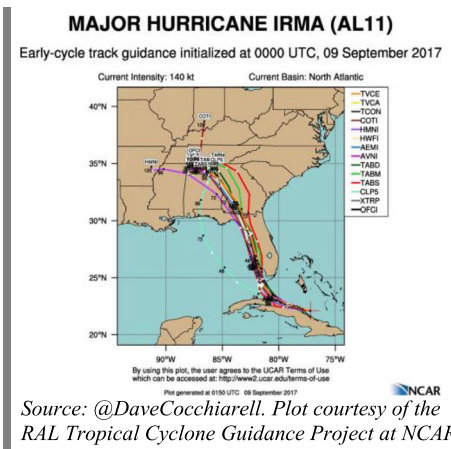 MAJOR HURRICANE IRMA (AL11)
Early-cycle track guidance initialized at 0000 UTC, 09 September 2017
Current Intensity: 140 kt Current Basin: North Atlantic
TVCE
TVCA
TCON
COTI
HMNI
HWFI
AEMI
AVNI
TABD
TABM
TABS
CLP5
XTRP
OFCI
40°N
35°N
30°N
25°N
20°N
90°W 85°W 80°W 75°W
COTI
HMNI
OFCI
CLP5
By using this plot, the user agrees to the UCAR Terms of Use
which can be accessed at: http://www2.ucar.edu/terms-of-use
Plot generated at 0150 UTC 09 September 2017
NCAR
Source: @DaveCocchiarell. Plot courtesy of the
RAL Tropical Cyclone Guidance Project at NCAR